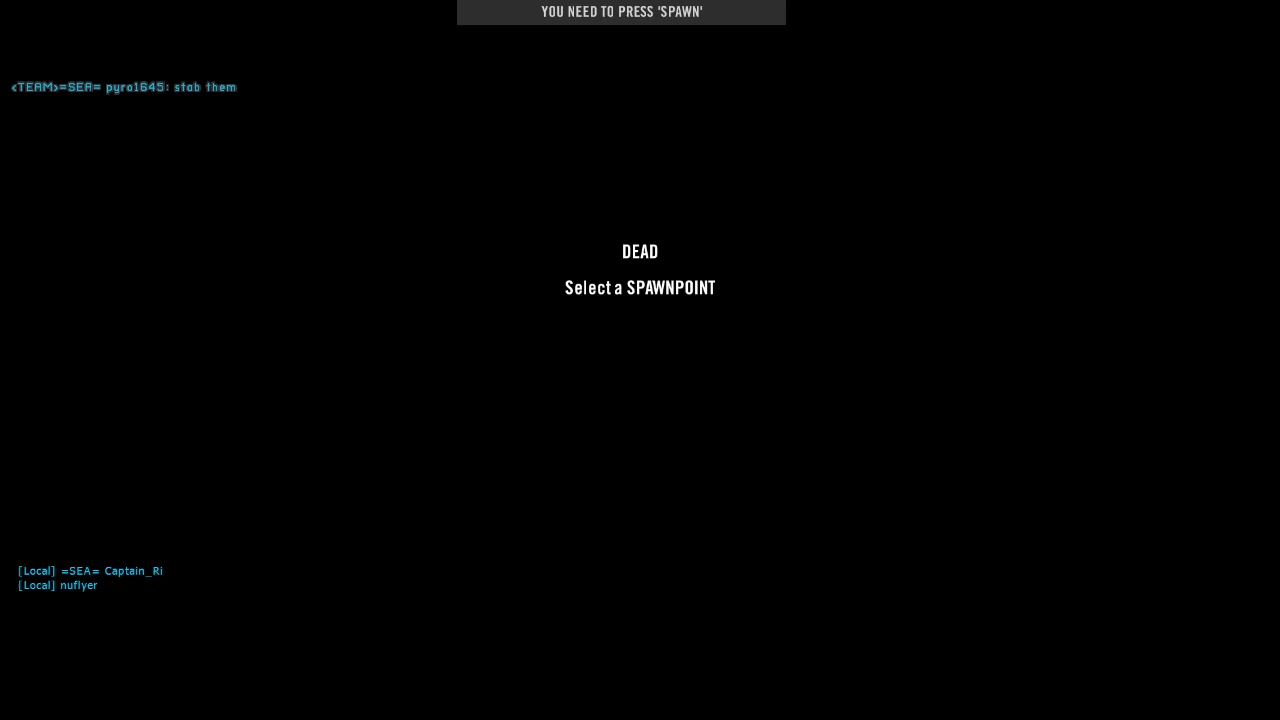 YOU NEED TO PRESS 'SPAWN'
<TEAM>=SEA= pyro1645: stab them
DEAD
Select a SPAWNPOINT
[Local] =SEA= Captain_Ri
[Local] nuflyer